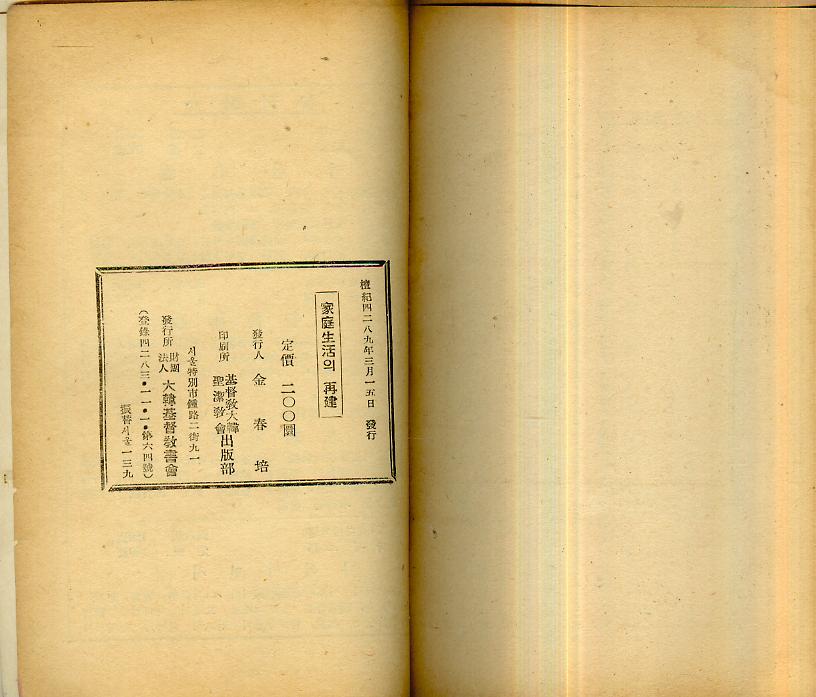 檀紀四二八九年三月一五日 發行
家庭生活의 再建
定價 二〇〇圜
發行人 金春培
印刷所 基督敎大韓聖潔敎會出版部
서울特別市鍾路二街九一
發行所 財團法人 大韓基督敎書會
(登錄四二八三•一一•一•第六四號)
振替서울一三九